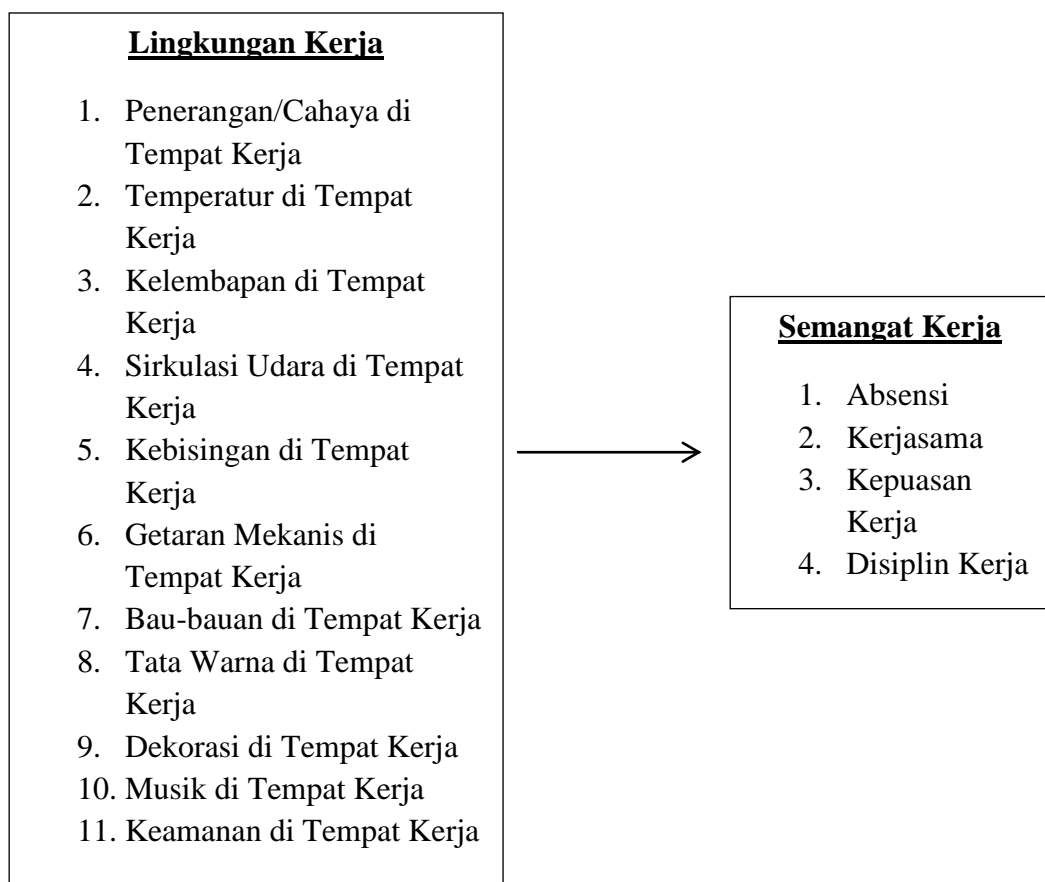 Lingkungan Kerja
1. Penerangan/Cahaya di
Tempat Kerja
2. Temperatur di Tempat
Kerja
3. Kelembapan di Tempat
Kerja
4. Sirkulasi Udara di Tempat
Kerja
5. Kebisingan di Tempat
Kerja
6. Getaran Mekanis di
Tempat Kerja
7. Bau-bauan di Tempat Kerja
8. Tata Warna di Tempat
Kerja
9. Dekorasi di Tempat Kerja
10. Musik di Tempat Kerja
11. Keamanan di Tempat Kerja
Semangat Kerja
1. Absensi
2. Kerjasama
3. Kepuasan
Kerja
4. Disiplin Kerja